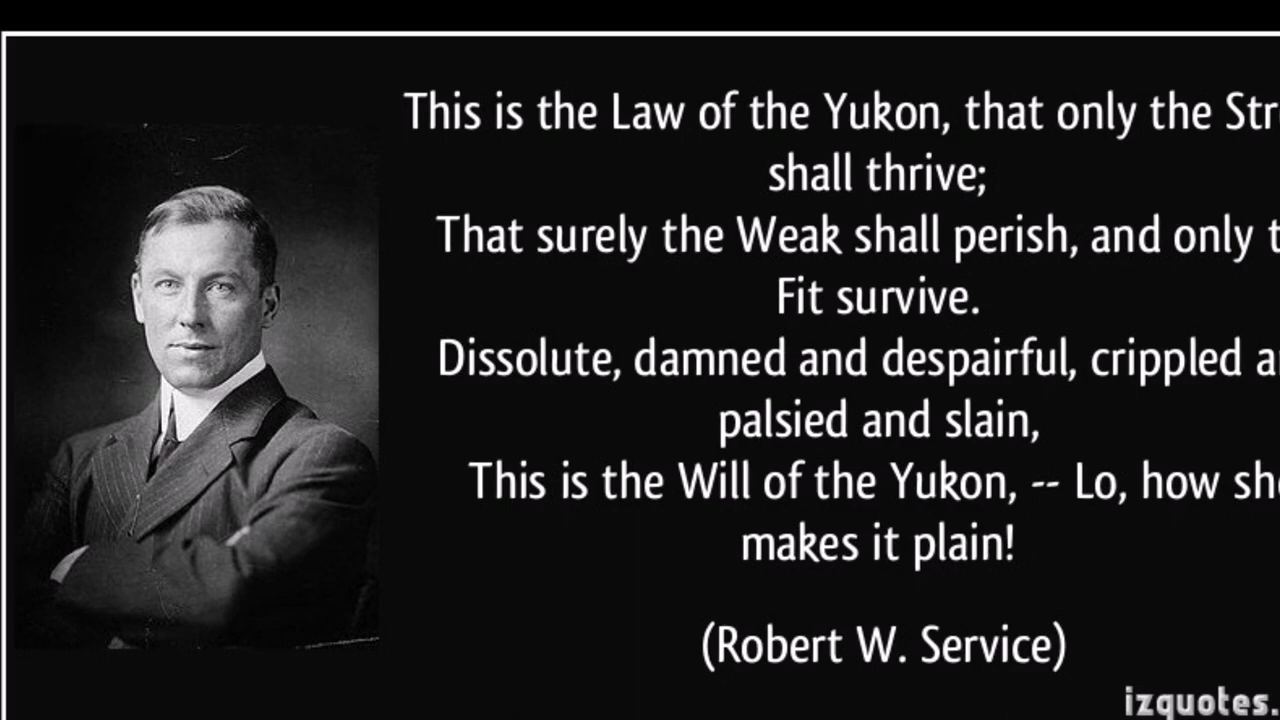 This is the Law of the Yukon, that only the Str
shall thrive;
That surely the Weak shall perish, and only t
Fit survive.
Dissolute, damned and despairful, crippled a
palsied and slain,
This is the Will of the Yukon, -- Lo, how she
makes it plain!
(Robert W. Service)
izquotes.